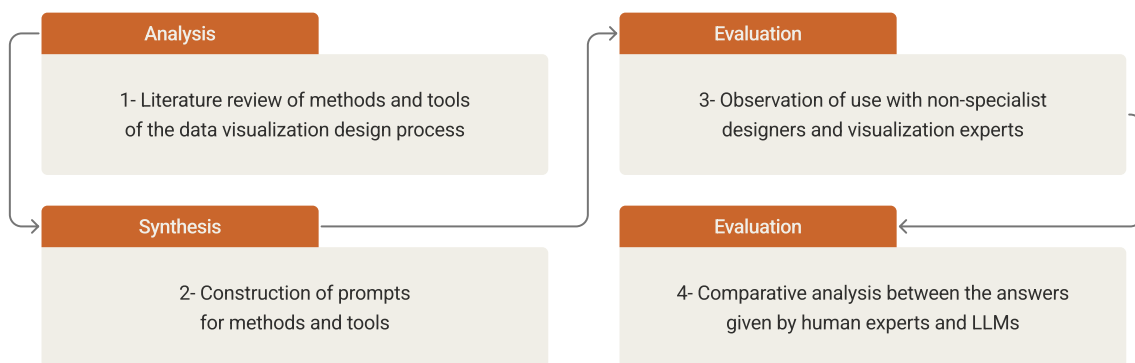 Analysis
1- Literature review of methods and tools
of the data visualization design process
Synthesis
2- Construction of prompts
for methods and tools
Evaluation
3- Observation of use with non-specialist
designers and visualization experts
Evaluation
4- Comparative analysis between the answers
given by human experts and LLMs